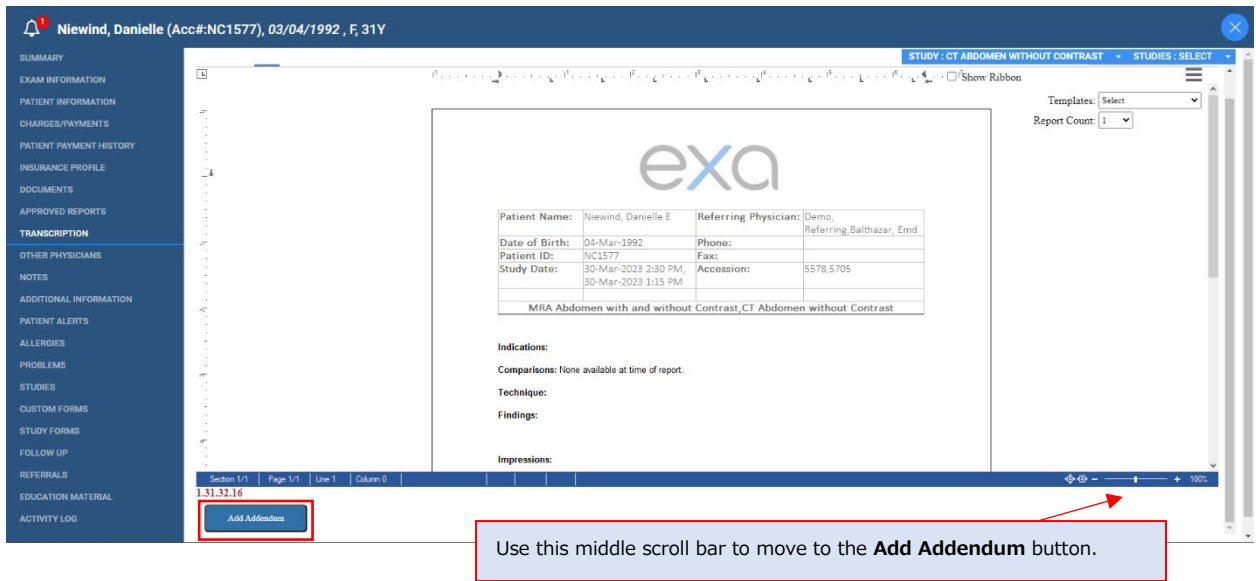 1
Niewind, Danielle (Acc#:NC1577), 03/04/1992 , F, 31Y
SUMMARY
EXAM INFORMATION
PATIENT INFORMATION
CHARGES/PAYMENTS
PATIENT PAYMENT HISTORY
INSURANCE PROFILE
DOCUMENTS
APPROVED REPORTS
TRANSCRIPTION
OTHER PHYSICIANS
NOTES
ADDITIONAL INFORMATION
PATIENT ALERTS
ALLERGIES
PROBLEMS
STUDIES
CUSTOM FORMS
STUDY FORMS
FOLLOW UP
REFERRALS
EDUCATION MATERIAL
ACTIVITY LOG
STUDY : CT ABDOMEN WITHOUT CONTRAST STUDIES : SELECT
Show Ribbon
Templates: Select
Report Count: 1
exa
Patient Name: Niewind, Danielle E Referring Physician: Demo,
Referring,Balthazar, Emd
Date of Birth: 04-Mar-1992 Phone:
Patient ID: NC1577 Fax:
Study Date: 30-Mar-2023 2:30 PM, Accession: 5578,5705
30-Mar-2023 1:15 PM
MRA Abdomen with and without Contrast,CT Abdomen without Contrast
Indications:
Comparisons: None available at time of report.
Technique:
Findings:
Impressions:
Section 1/1 Page 1/1 Line 1 Column 0 100%
1.31.32.16
Add Addendum
Use this middle scroll bar to move to the Add Addendum button.